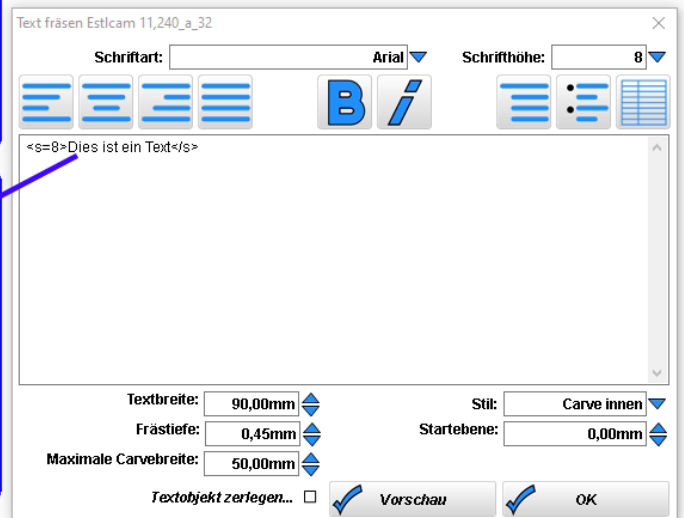 Text fräsen Estlcam 11,240_a_32
Schriftart: Arial Schrifthöhe: 8
B i
<s=8>Dies ist ein Text</s>
Textbreite: 90,00mm Stil: Carve innen
Frästiefe: 0,45mm Startebene: 0,00mm
Maximale Carvebreite: 50,00mm
Textobjekt zerlegen... Vorschau OK